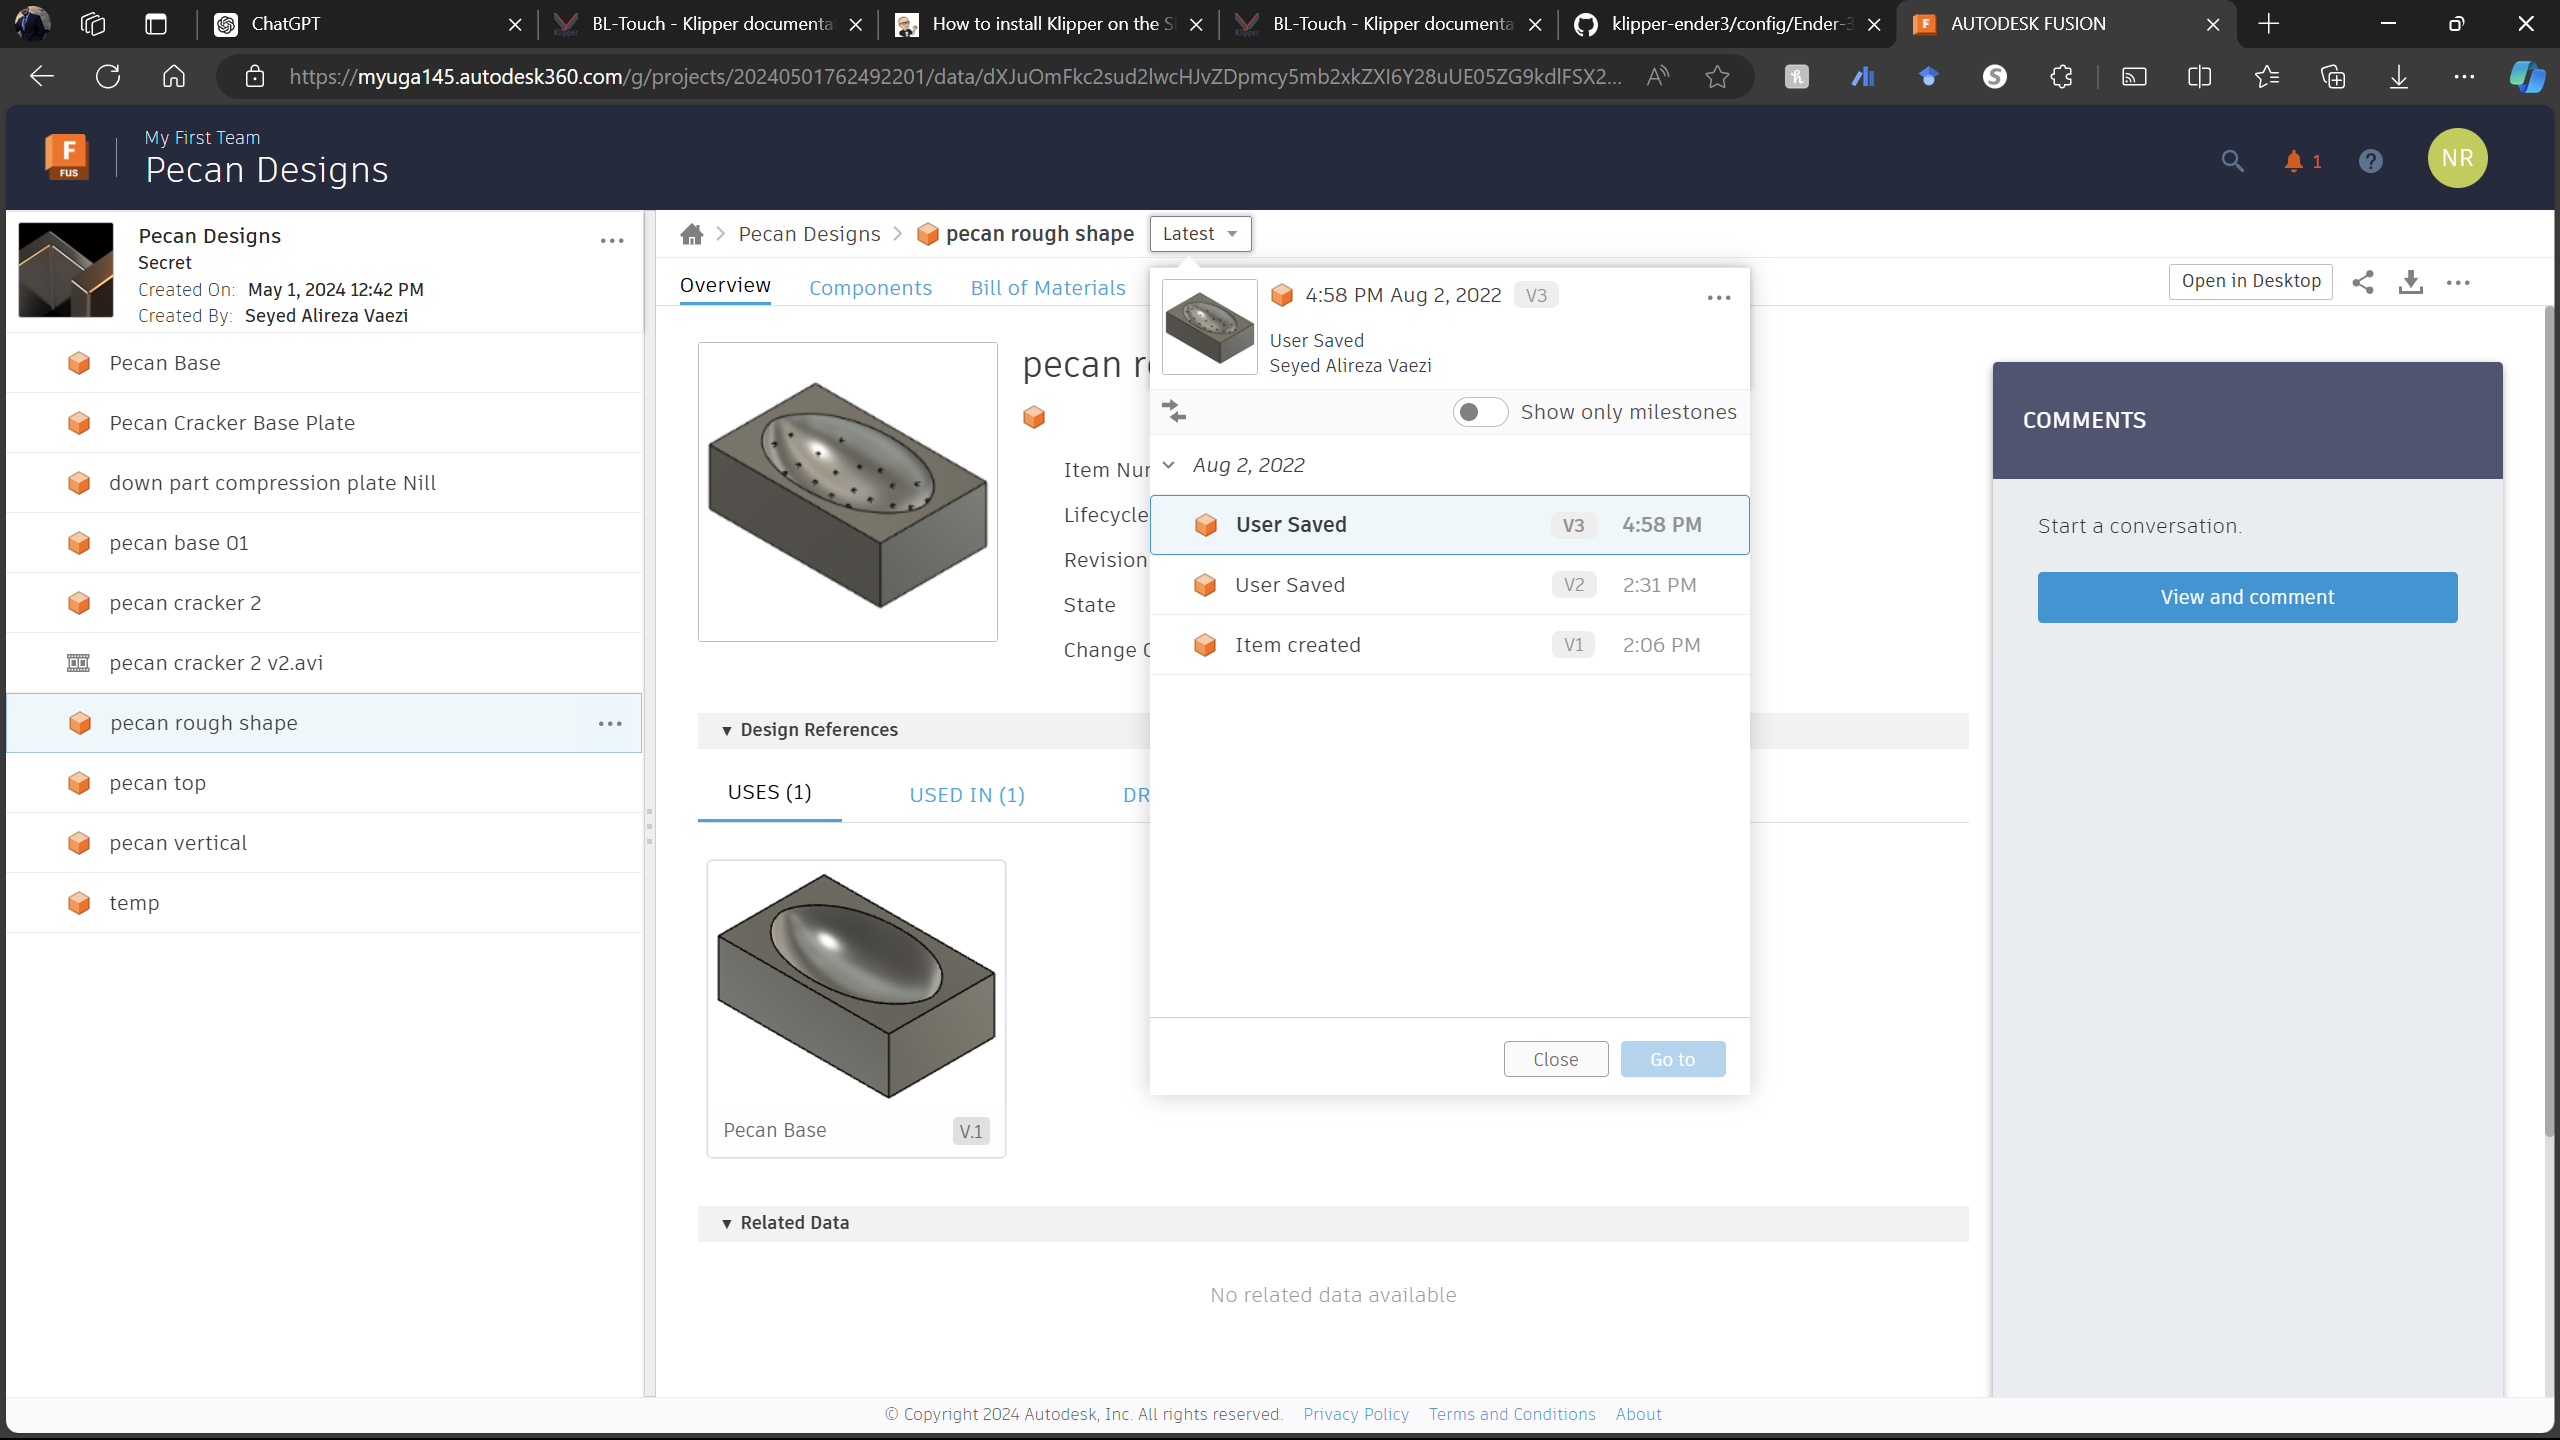 ChatGPT
BL-Touch - Klipper documenta
How to install Klipper on the S
BL-Touch - Klipper documenta
klipper-ender3/config/Ender-3
AUTODESK FUSION
https://myuga145.autodesk360.com/g/projects/20240501762492201/data/dXJuOmFkc2sud2lwcHJvZDpmcy5mb2xkZXI6Y28uUE05ZG9kdlFSX2...
F
FUS
My First Team
Pecan Designs
1
NR
Pecan Designs
Secret
Created On: May 1, 2024 12:42 PM
Created By: Seyed Alireza Vaezi
Pecan Base
Pecan Cracker Base Plate
down part compression plate Nill
pecan base 01
pecan cracker 2
pecan cracker 2 v2.avi
pecan rough shape
pecan top
pecan vertical
temp
Pecan Designs
pecan rough shape
Latest
Overview
Components
Bill of Materials
Open in Desktop
pecan r
Item Nur
Lifecycle
Revision
State
Change
4:58 PM Aug 2, 2022 V3
User Saved
Seyed Alireza Vaezi
Show only milestones
Aug 2, 2022
User Saved V3 4:58 PM
User Saved V2 2:31 PM
Item created V1 2:06 PM
Close
Go to
Design References
USES (1)
USED IN (1)
DR
Pecan Base V.1
Related Data
No related data available
COMMENTS
Start a conversation.
View and comment
© Copyright 2024 Autodesk, Inc. All rights reserved. Privacy Policy Terms and Conditions About